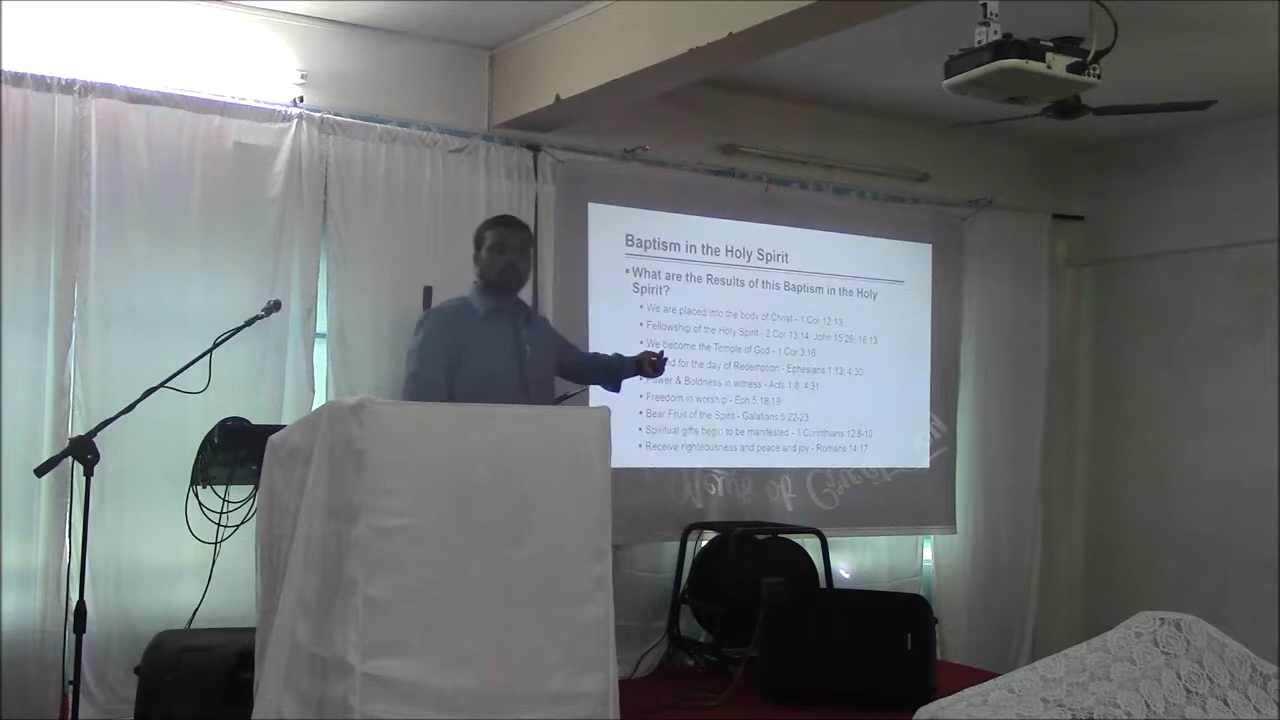 Baptism in the Holy Spirit
What are the Results of this Baptism in the Holy
Spirit?
We are placed into the body of Christ - 1 Cor 12:13
Fellowship of the Holy Spirit - 2 Cor 13:14; John 15:26; 16:13
We become the Temple of God - 1 Cor 3:16
for the day of Redemption - Ephesians 1:13; 4:30
Power & Boldness in witness - Acts 1:8; 4:31
Freedom in worship - Eph 5:18,19
Bear Fruit of the Spirit - Galatians 5:22-23
Spiritual gifts begin to be manifested - 1 Corinthians 12:8-10
Receive righteousness and peace and joy - Romans 14:17